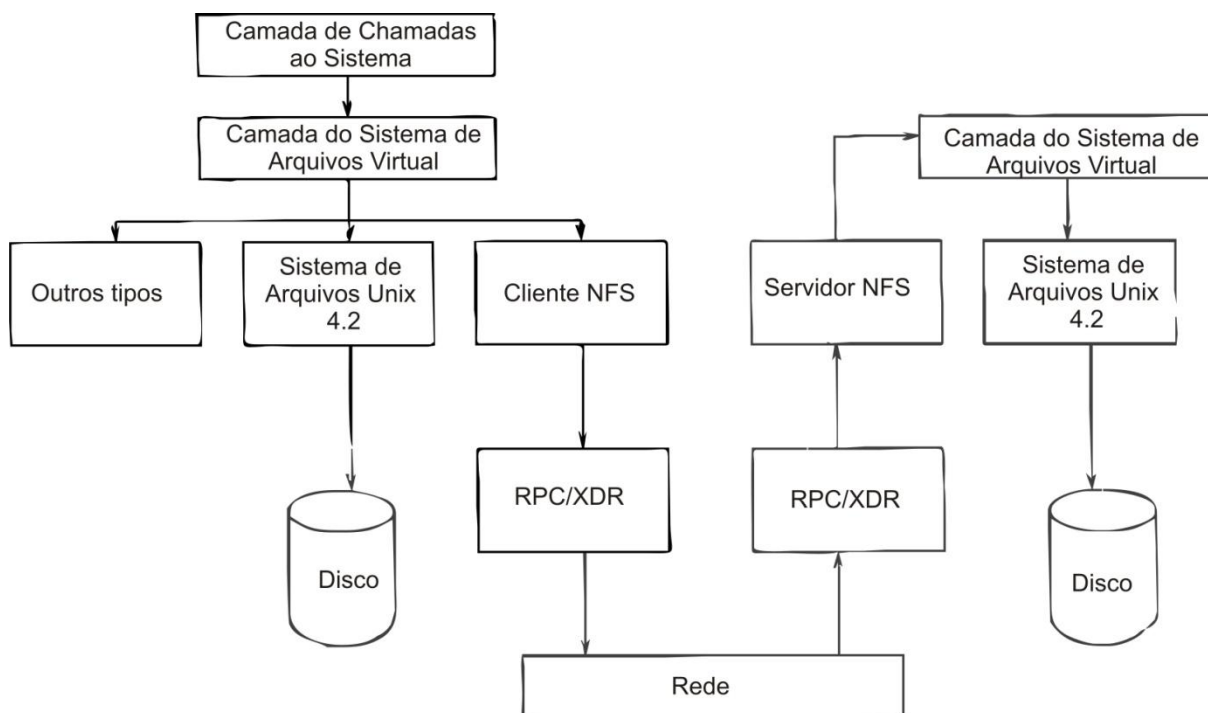 Camada de Chamadas
ao Sistema
Camada do Sistema de
Arquivos Virtual
Camada do Sistema de
Arquivos Virtual
Outros tipos
Sistema de
Arquivos Unix
4.2
Cliente NFS
Servidor NFS
Sistema de
Arquivos Unix
4.2
RPC/XDR
RPC/XDR
Disco
Disco
Rede